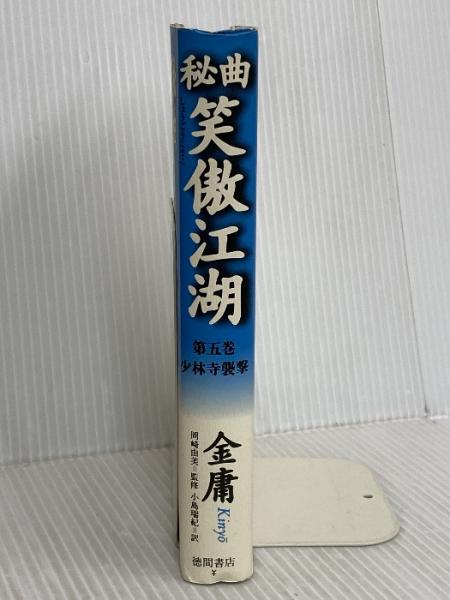 秘曲
笑傲江湖
第五巻
少林寺襲撃
金庸
Kinyō
岡崎由美=監修 小島瑞紀=訳
徳間書店